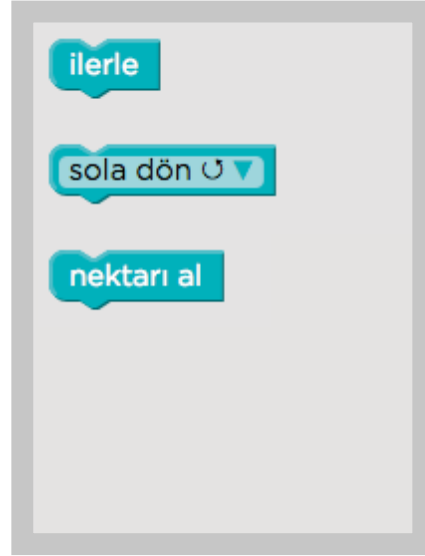 ilerle
sola dön ↺ ▼
nektarı al